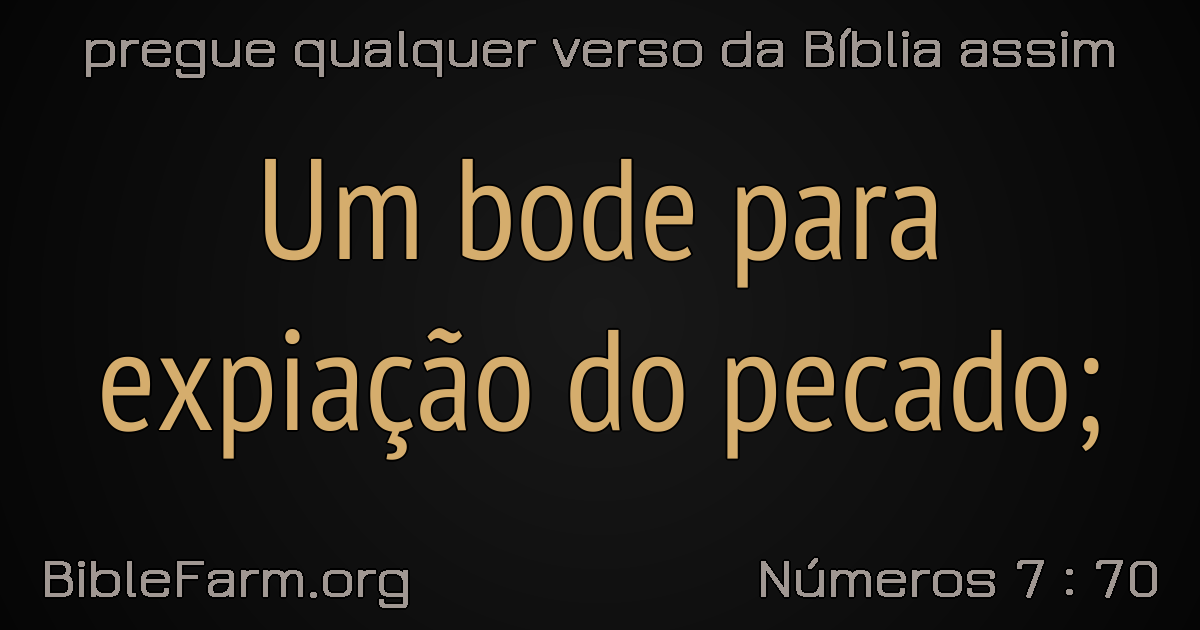 pregue qualquer verso da Bíblia assim
Um bode para
expiação do pecado;
BibleFarm.org
Números 7 : 70